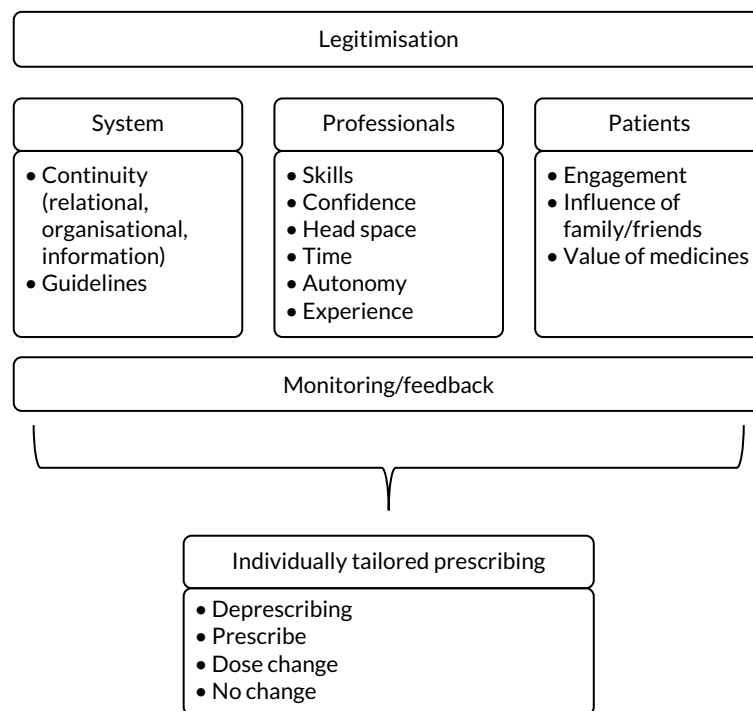 Legitimisation
System
• Continuity
(relational,
organisational,
information)
• Guidelines
Professionals
• Skills
• Confidence
• Head space
• Time
• Autonomy
• Experience
Patients
• Engagement
• Influence of
family/friends
• Value of medicines
Monitoring/feedback
Individually tailored prescribing
• Deprescribing
• Prescribe
• Dose change
• No change